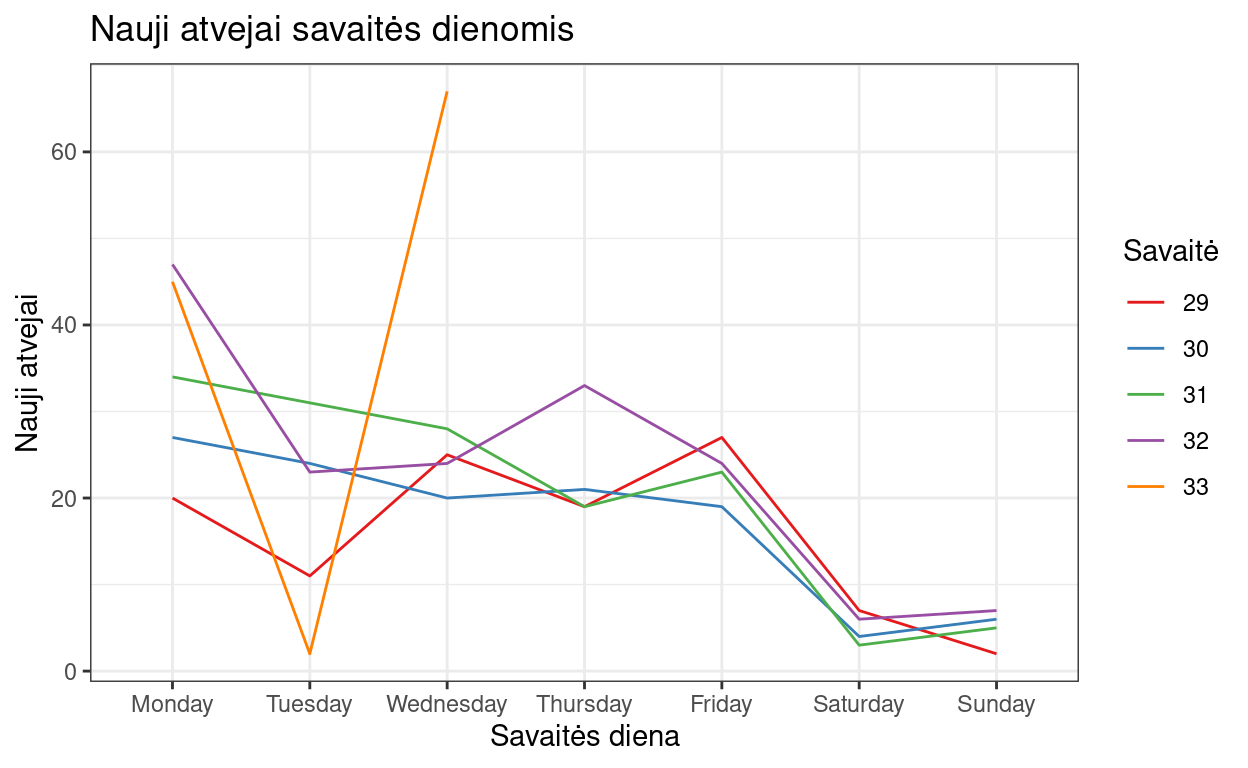 Nauji atvejai savaitės dienomis
Nauji atvejai
60
40
20
0
Monday Tuesday Wednesday Thursday Friday Saturday Sunday
Savaitės diena
Savaitė
29
30
31
32
33